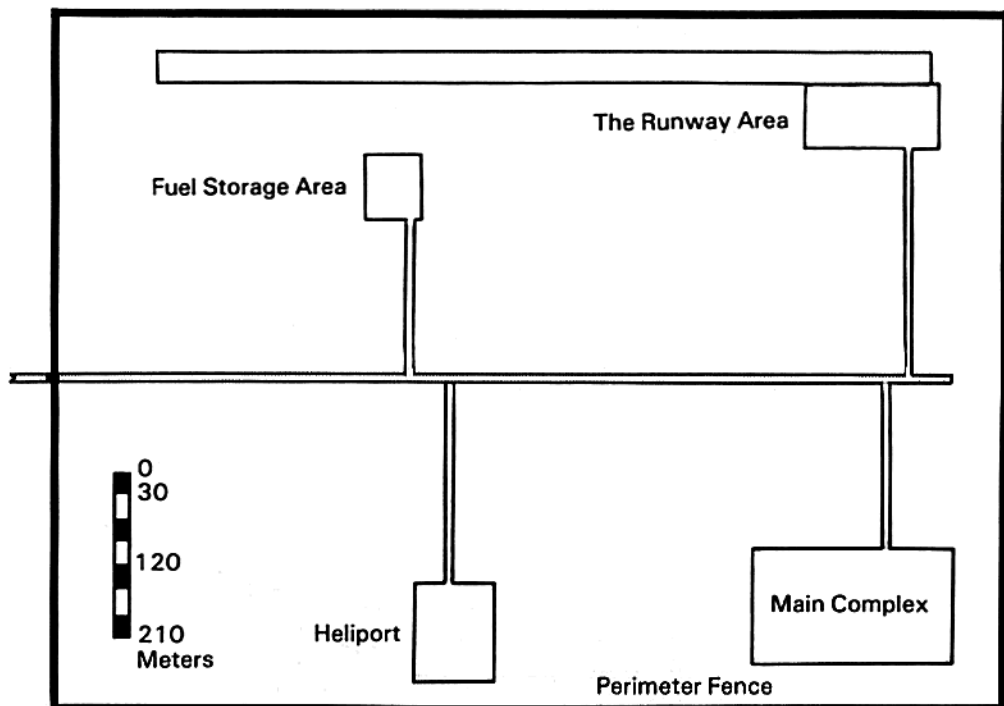 The Runway Area
Fuel Storage Area
0
30
120
210
Meters
Heliport
Main Complex
Perimeter Fence